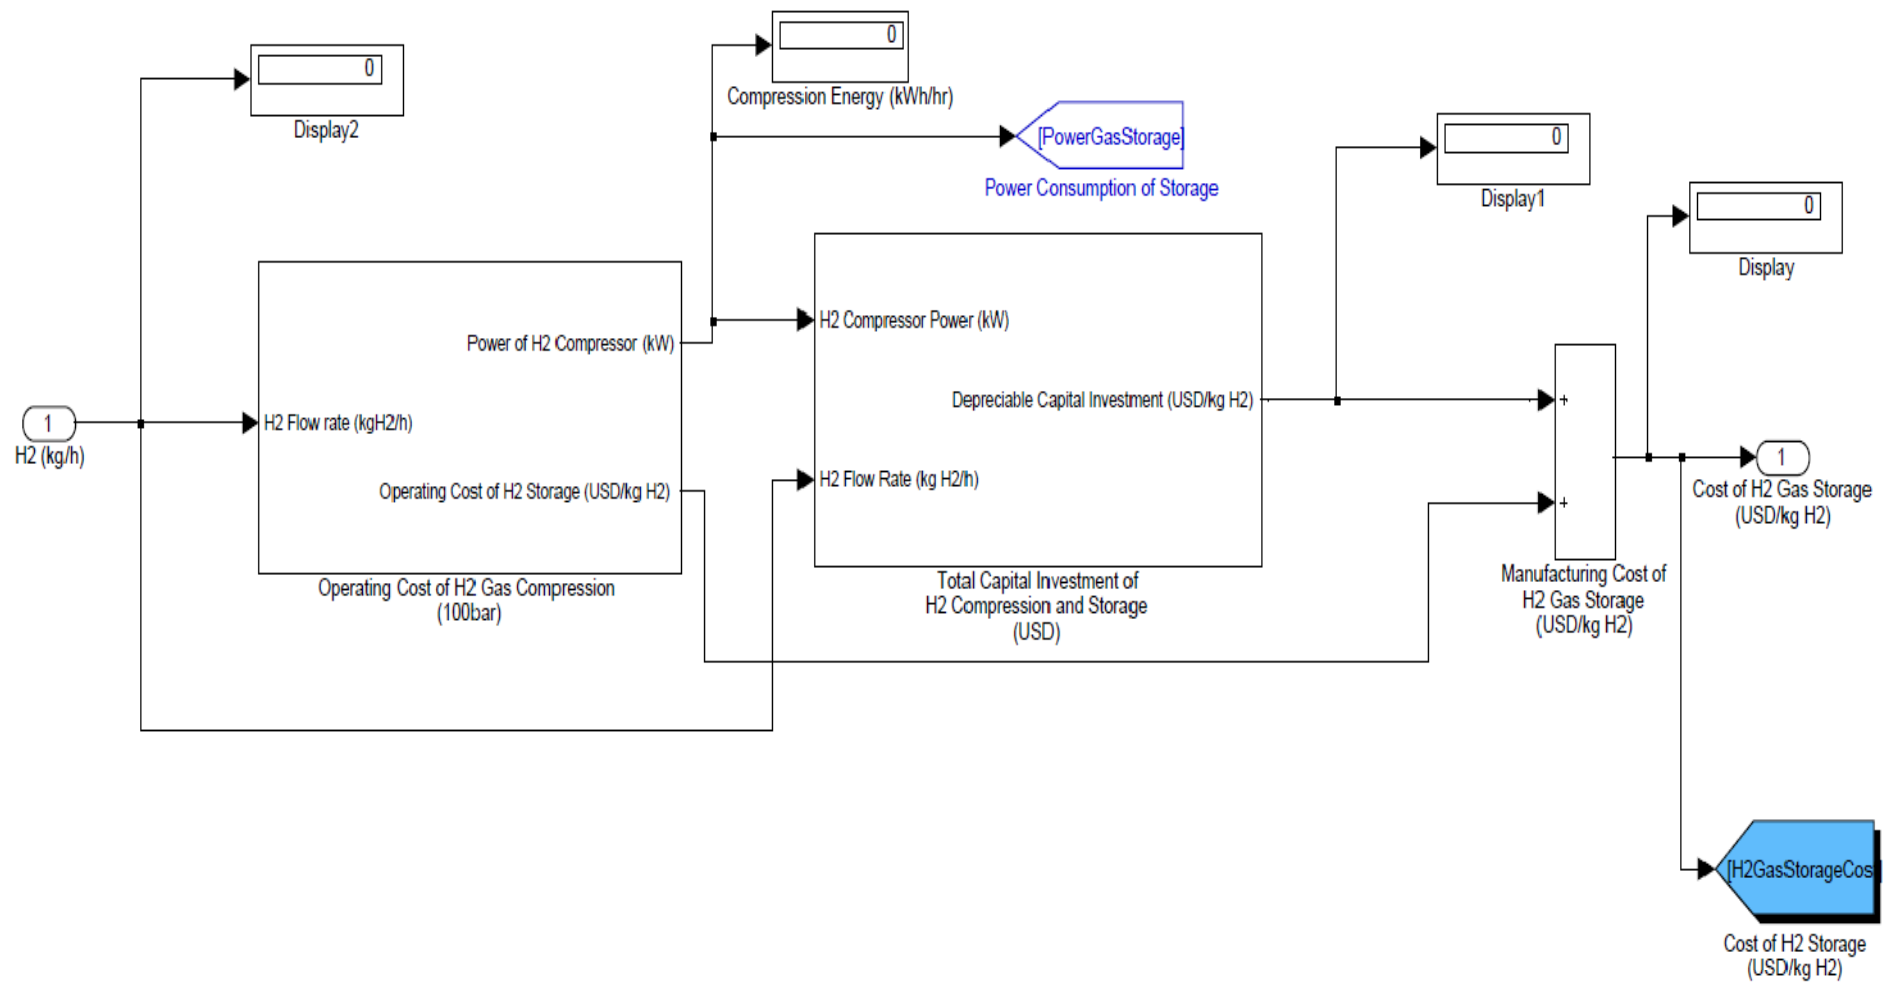 0
Display2
0
Compression Energy (kWh/hr)
[PowerGasStorage]
Power Consumption of Storage
0
Display1
0
Display
1
H2 (kg/h)
H2 Flow rate (kgH2/h)
Power of H2 Compressor (kW)
Operating Cost of H2 Storage (USD/kg H2)
Operating Cost of H2 Gas Compression
(100bar)
H2 Compressor Power (kW)
Depreciable Capital Investment (USD/kg H2)
H2 Flow Rate (kg H2/h)
Total Capital Investment of
H2 Compression and Storage
(USD)
+
+
Manufacturing Cost of
H2 Gas Storage
(USD/kg H2)
1
Cost of H2 Gas Storage
(USD/kg H2)
[H2GasStorageCos
Cost of H2 Storage
(USD/kg H2)